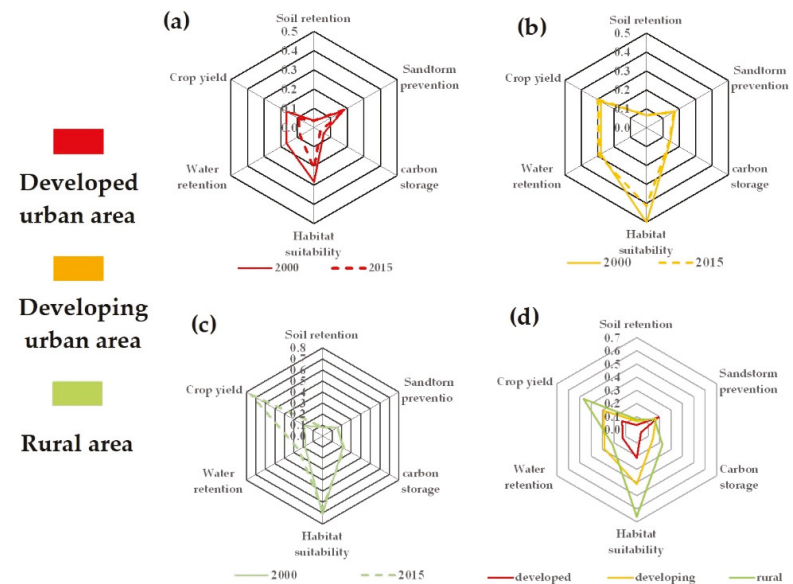 Developed
urban area
Developing
urban area
Rural area
(a)
Soil retention
0.5
0.4
0.3
0.2
0.1
0.0
Sandtorm
prevention
carbon
storage
Habitat
suitability
Water
retention
Crop yield
2000 2015
(b)
Soil retention
0.5
0.4
0.3
0.2
0.1
0.0
Sandtorm
prevention
carbon
storage
Habitat
suitability
Water
retention
Crop yield
2000 2015
(c)
Soil retention
0.8
0.7
0.6
0.5
0.4
0.3
0.2
0.1
0.0
Sandtorm
preventio
carbon
storage
Habitat
suitability
Water
retention
Crop yield
2000 2015
(d)
Soil retention
0.7
0.6
0.5
0.4
0.3
0.2
0.1
0.0
Sandstorm
prevention
Carbon
storage
Habitat
suitability
Water
retention
Crop yield
developed developing rural